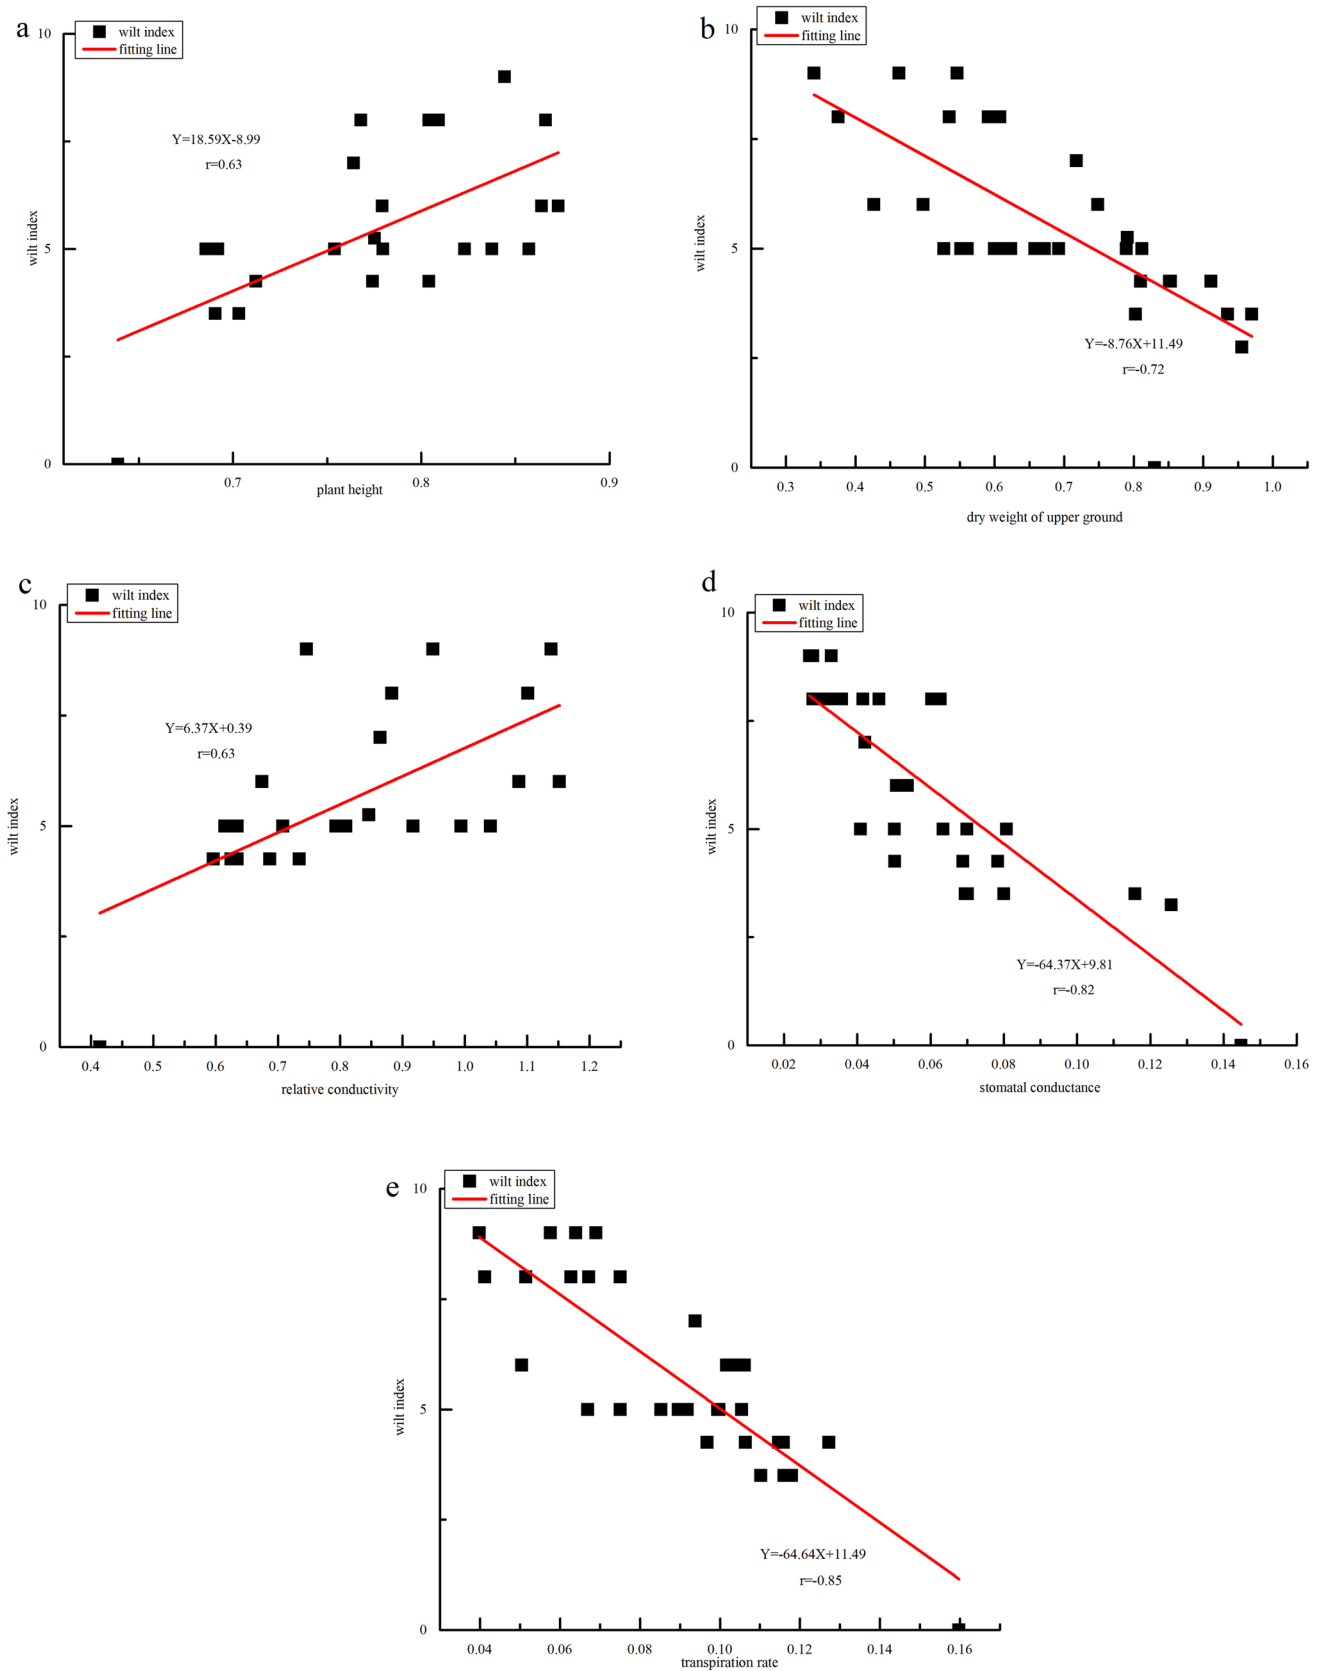 a
wilt index
fitting line
Y=18.59X-8.99
r=0.63
10
5
0
wilt index
0.7
0.8
0.9
plant height
b
wilt index
fitting line
10
5
0
wilt index
Y=-8.76X+11.49
r=-0.72
0.3
0.4
0.5
0.6
0.7
0.8
0.9
1.0
dry weight of upper ground
c
wilt index
fitting line
Y=6.37X+0.39
r=0.63
10
5
0
wilt index
0.4
0.5
0.6
0.7
0.8
0.9
1.0
1.1
1.2
relative conductivity
d
wilt index
fitting line
10
5
0
wilt index
Y=-64.37X+9.81
r=-0.82
0.02
0.04
0.06
0.08
0.10
0.12
0.14
0.16
stomatal conductance
e
wilt index
fitting line
10
5
0
wilt index
Y=-64.64X+11.49
r=-0.85
0.04
0.06
0.08
0.10
0.12
0.14
0.16
transpiration rate